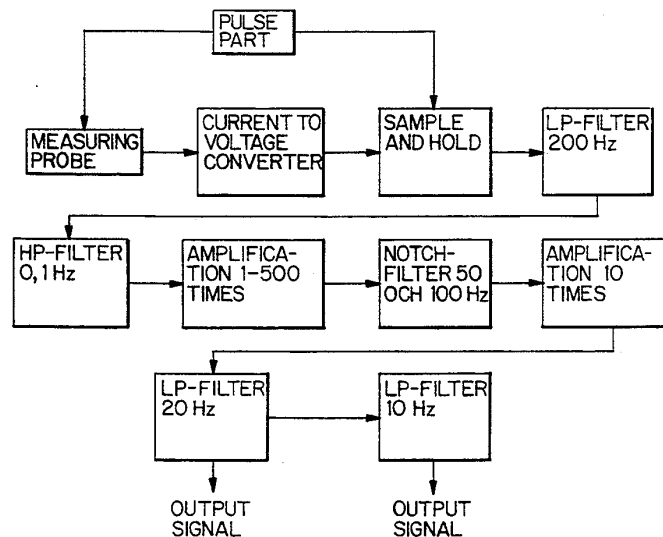 PULSE
PART
MEASURING
PROBE
CURRENT TO
VOLTAGE
CONVERTER
SAMPLE
AND HOLD
LP-FILTER
200 Hz
HP-FILTER
0,1 Hz
AMPLIFICA-
TION 1-500
TIMES
NOTCH-
FILTER 50
OCH 100 Hz
AMPLIFICA-
TION 10
TIMES
LP-FILTER
20 Hz
LP-FILTER
10 Hz
OUTPUT
SIGNAL
OUTPUT
SIGNAL